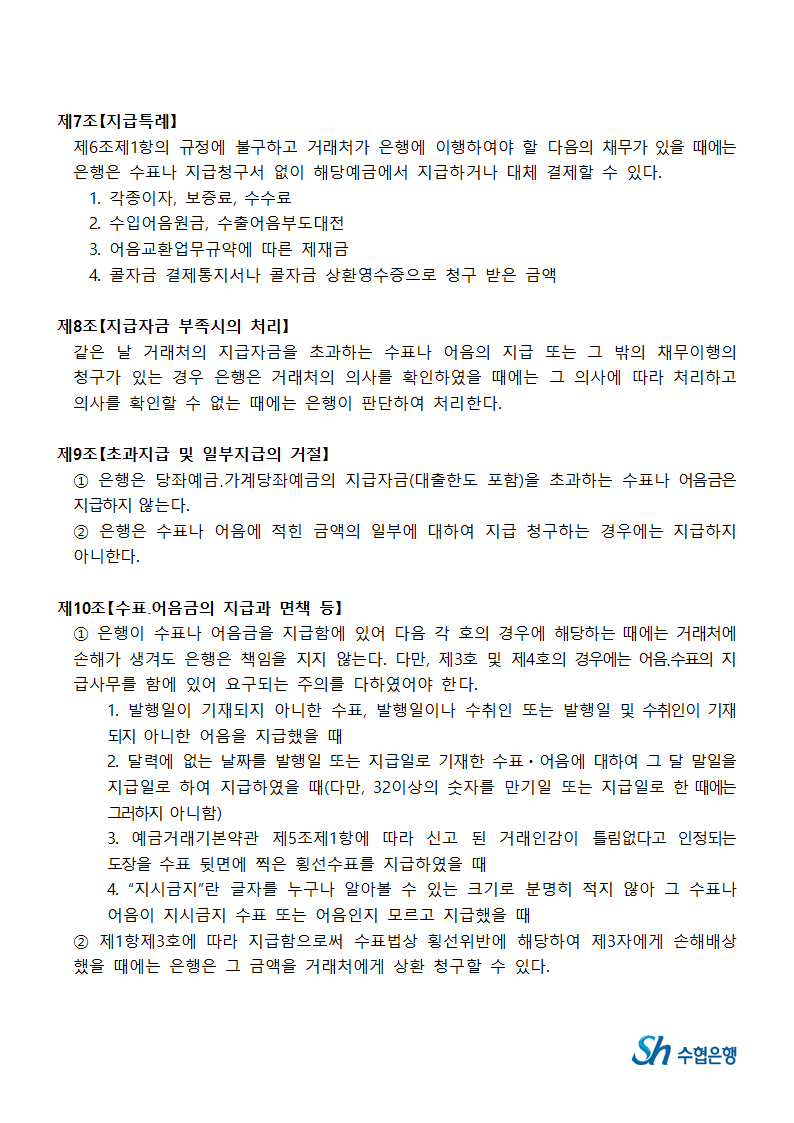 제7조【지급특례】
제6조제1항의 규정에 불구하고 거래처가 은행에 이행하여야 할 다음의 채무가 있을 때에는
은행은 수표나 지급청구서 없이 해당예금에서 지급하거나 대체 결제할 수 있다.
1. 각종이자, 보증료, 수수료
2. 수입어음원금, 수출어음부도대전
3. 어음교환업무규약에 따른 제재금
4. 콜자금 결제통지서나 콜자금 상환영수증으로 청구 받은 금액
제8조【지급자금 부족시의 처리】
같은 날 거래처의 지급자금을 초과하는 수표나 어음의 지급 또는 그 밖의 채무이행의
청구가 있는 경우 은행은 거래처의 의사를 확인하였을 때에는 그 의사에 따라 처리하고
의사를 확인할 수 없는 때에는 은행이 판단하여 처리한다.
제9조【초과지급 및 일부지급의 거절】
① 은행은 당좌예금.가계당좌예금의 지급자금(대출한도 포함)을 초과하는 수표나 어음금은
지급하지 않는다.
② 은행은 수표나 어음에 적힌 금액의 일부에 대하여 지급 청구하는 경우에는 지급하지
아니한다.
제10조【수표.어음금의 지급과 면책 등】
① 은행이 수표나 어음금을 지급함에 있어 다음 각 호의 경우에 해당하는 때에는 거래처에
손해가 생겨도 은행은 책임을 지지 않는다. 다만, 제3호 및 제4호의 경우에는 어음.수표의 지
급사무를 함에 있어 요구되는 주의를 다하였어야 한다.
1. 발행일이 기재되지 아니한 수표, 발행일이나 수취인 또는 발행일 및 수취인이 기재
되지 아니한 어음을 지급했을 때
2. 달력에 없는 날짜를 발행일 또는 지급일로 기재한 수표・어음에 대하여 그 달 말일을
지급일로 하여 지급하였을 때(다만, 32이상의 숫자를 만기일 또는 지급일로 한 때에는
그러하지 아니함)
3. 예금거래기본약관 제5조제1항에 따라 신고 된 거래인감이 틀림없다고 인정되는
도장을 수표 뒷면에 찍은 횡선수표를 지급하였을 때
4. “지시금지”란 글자를 누구나 알아볼 수 있는 크기로 분명히 적지 않아 그 수표나
어음이 지시금지 수표 또는 어음인지 모르고 지급했을 때
② 제1항제3호에 따라 지급함으로써 수표법상 횡선위반에 해당하여 제3자에게 손해배상
했을 때에는 은행은 그 금액을 거래처에게 상환 청구할 수 있다.
Sh 수협은행